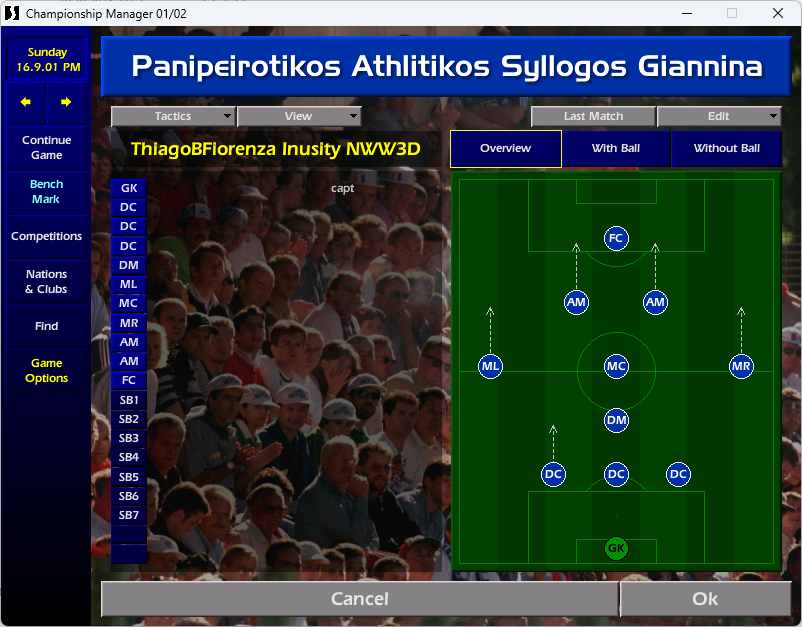 Championship Manager 01/02
Sunday
16.9.01 PM
Continue
Game
Bench
Mark
Competitions
Nations
& Clubs
Find
Game
Options
Panipeirotikos Athlitikos Syllogos Giannina
Tactics
View
Last Match
Edit
ThiagoBFiorenza Inusity NWW3D
Overview
With Ball
Without Ball
GK capt
DC
DC
DC
DM
ML
MC
MR
AM
AM
FC
SB1
SB2
SB3
SB4
SB5
SB6
SB7
FC
AM AM
ML MC MR
DM
DC DC DC
GK
Cancel
Ok